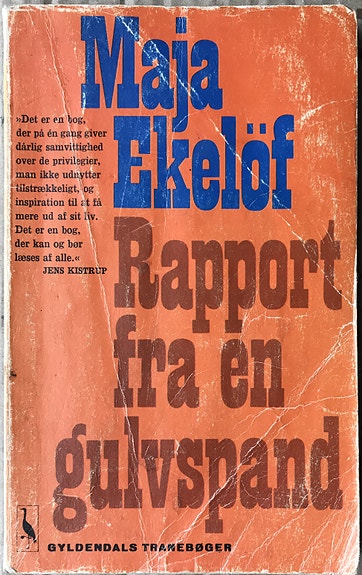 Maja
Ekelöf
»Det er en bog,
der på én gang giver
dårlig samvittighed
over de privilegier,
man ikke udnytter
tilstrækkeligt, og
inspiration til at få
mere ud af sit liv.
Det er en bog,
der kan og bør
læses af alle.«
JENS KISTRUP
Rapport
fra en
gulvspand
GYLDENDALS TRANEBØGER